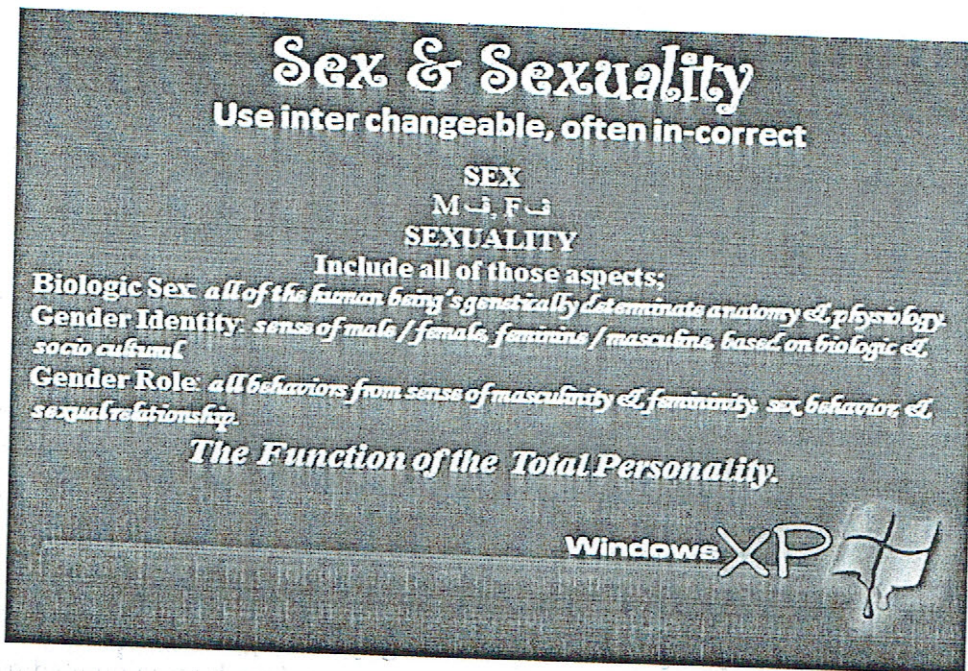 Sex & Sexuality
Use inter changeable, often in-correct
SEX
M ف, F ف
SEXUALITY
Include all of those aspects;
Biologic Sex: all of the human being's genetically determinate anatomy & physiology.
Gender Identity: sense of male / female, feminine / masculine, based on biologic &
socio cultural
Gender Role: all behaviors from sense of masculinity & femininity, sex behavior, &
sexual relationship.
The Function of the Total Personality.
Windows XP